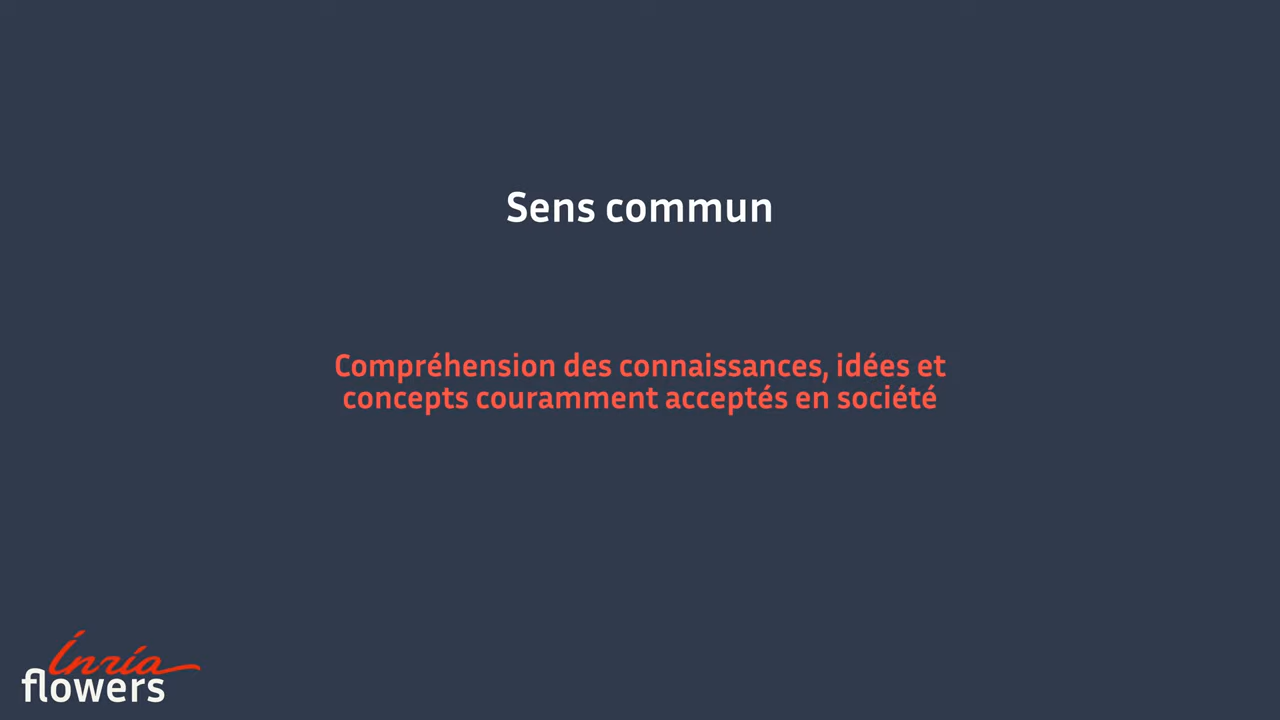 Sens commun
Compréhension des connaissances, idées et
concepts couramment acceptés en société
Inria
flowers